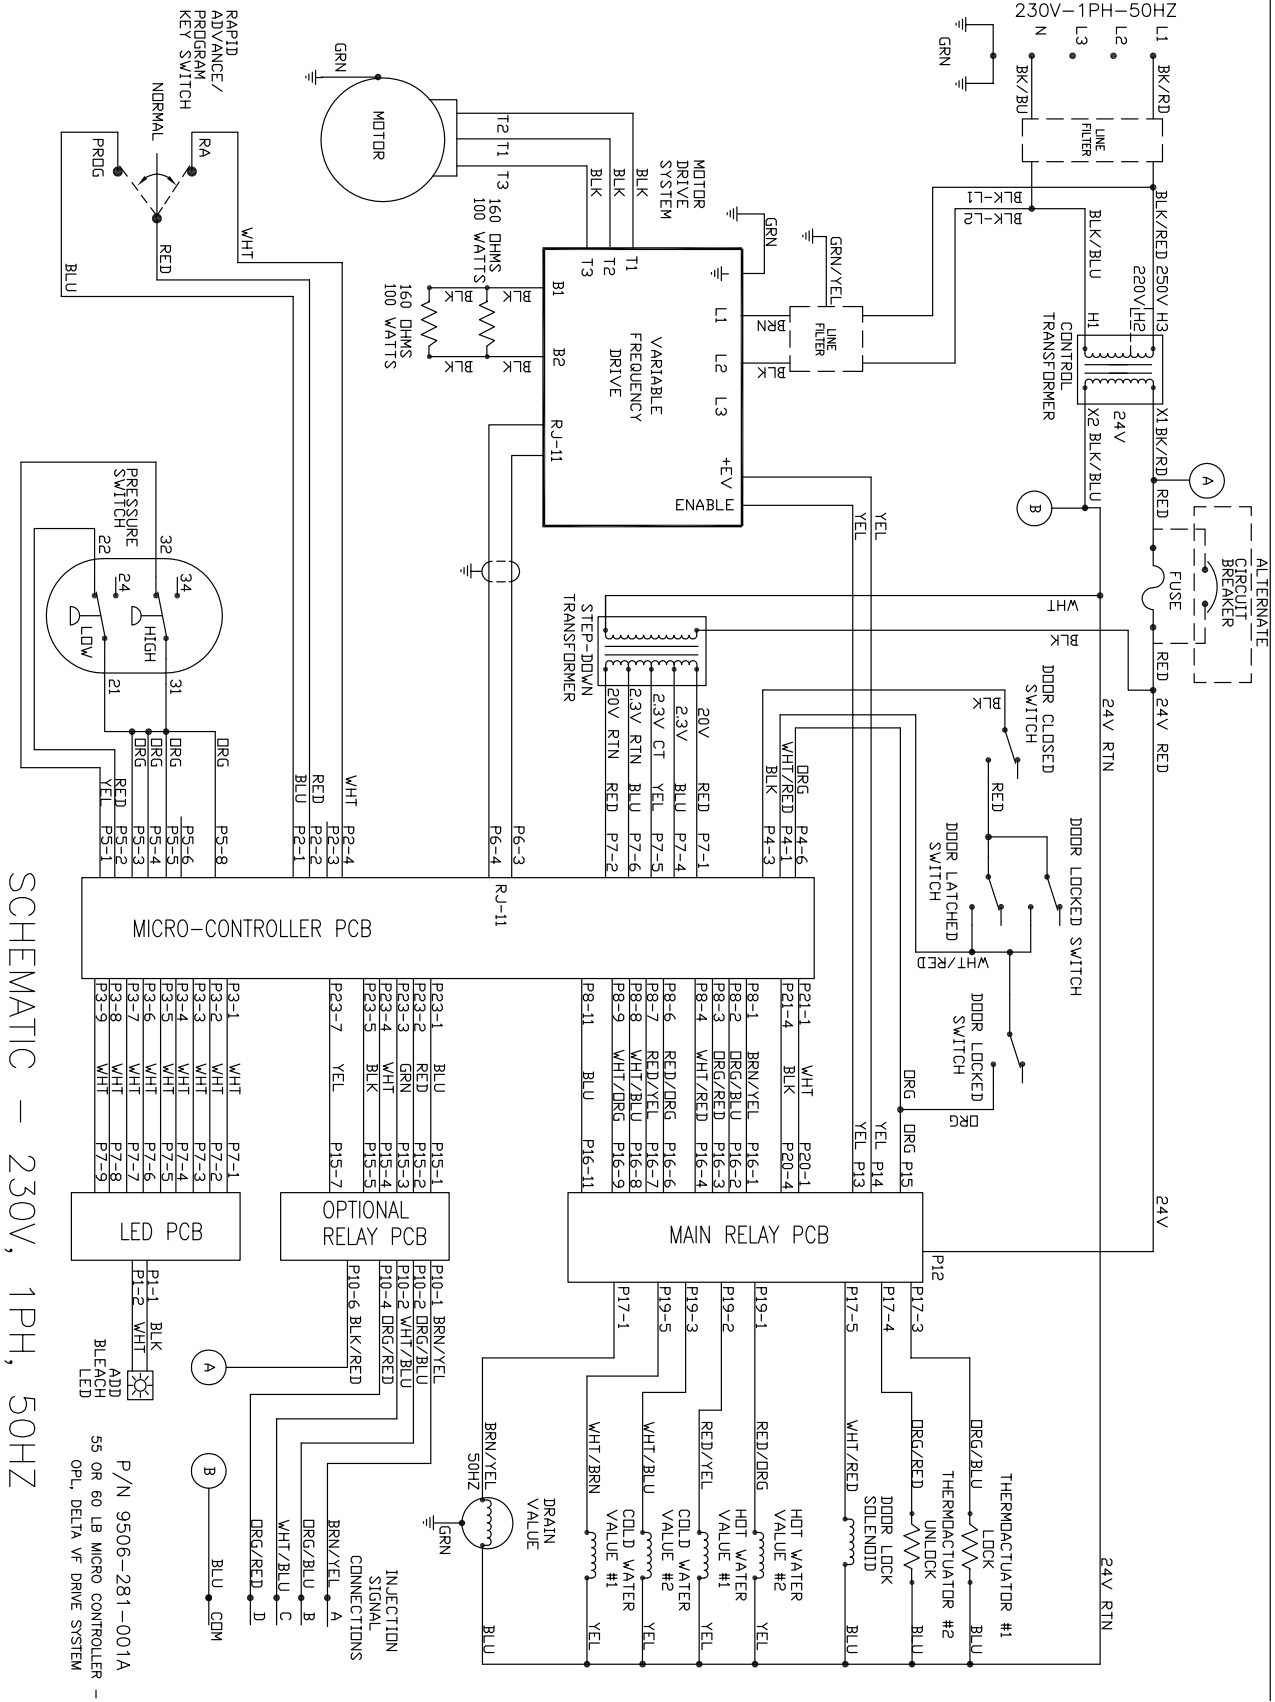 230V-1PH-50HZ
L1
L2
L3
N
GRN
BK/RD
BK/BU
LINE
FILTER
BLK-L1
BLK-L2
BLK/RED 250V H3
220V H2
BLK/BLU
H1
CONTROL
TRANSFORMER
X1 BK/RD
24V
X2 BLK/BLU
A
B
RED
ALTERNATE
CIRCUIT
BREAKER
FUSE
RED
24V RED
WHT
BLK
24V RTN
24V
24V RTN
RAPID
ADVANCE/
PROGRAM
KEY SWITCH
NORMAL
RA
PROG
WHT
RED
BLU
GRN
MOTOR
T2
T1
T3
BLK
BLK
BLK
MOTOR
DRIVE
SYSTEM
160 OHMS
100 WATTS
160 OHMS
100 WATTS
BLK
BLK
BLK
BLK
GRN
GRN/YEL
LINE
FILTER
BRN
BLK
T1
T2
T3
B1
B2
RJ-11
L1
L2
L3
+EV
ENABLE
VARIABLE
FREQUENCY
DRIVE
YEL
YEL
STEP-DOWN
TRANSFORMER
20V
2.3V
2.3V CT
2.3V RTN
20V RTN
RED
BLU
YEL
BLU
RED
P7-1
P7-4
P7-5
P7-6
P7-2
PRESSURE
SWITCH
32
34
22
24
HIGH
LOW
31
21
ORG
ORG
ORG
ORG
RED
YEL
P5-8
P5-6
P5-5
P5-4
P5-3
P5-2
P5-1
WHT
RED
BLU
P2-4
P2-3
P2-2
P2-1
P6-3
P6-4
BLK
DOOR CLOSED
SWITCH
RED
DOOR LOCKED SWITCH
DOOR LATCHED
SWITCH
WHT/RED
DOOR LOCKED
SWITCH
ORG
ORG
WHT/RED
BLK
P4-6
P4-1
P4-3
RJ-11
MICRO-CONTROLLER PCB
P3-1 WHT P7-1
P3-2 WHT P7-2
P3-3 WHT P7-3
P3-4 WHT P7-4
P3-5 WHT P7-5
P3-6 WHT P7-6
P3-7 WHT P7-7
P3-8 WHT P7-8
P3-9 WHT P7-9
P23-1 BLU P15-1
P23-2 RED P15-2
P23-3 GRN P15-3
P23-4 WHT P15-4
P23-5 BLK P15-5
P23-7 YEL P15-7
P21-1 WHT P20-1
P21-4 BLK P20-4
P8-1 BRN/YEL P16-1
P8-2 ORG/BLU P16-2
P8-3 ORG/RED P16-3
P8-4 WHT/RED P16-4
P8-6 RED/ORG P16-6
P8-7 RED/YEL P16-7
P8-8 WHT/BLU P16-8
P8-9 WHT/ORG P16-9
P8-11 BLU P16-11
ORG
ORG P15
YEL P14
YEL P13
LED PCB
OPTIONAL
RELAY PCB
MAIN RELAY PCB
P12
P1-1 BLK
P1-2 WHT
ADD
BLEACH
LED
P10-1 BRN/YEL
P10-2 ORG/BLU
P10-2 WHT/BLU
P10-4 ORG/RED
P10-6 BLK/RED
A
B
BLU
COM
INJECTION
SIGNAL
CONNECTIONS
BRN/YEL A
ORG/BLU B
WHT/BLU C
ORG/RED D
P17-3
P17-4
P17-5
P19-1
P19-2
P19-3
P19-5
P17-1
ORG/BLU
THERMOACTUATOR #1
LOCK
BLU
ORG/RED
THERMOACTUATOR #2
UNLOCK
BLU
WHT/RED
DOOR LOCK
SOLENOID
BLU
RED/ORG
HOT WATER
VALUE #2
YEL
RED/YEL
HOT WATER
VALUE #1
YEL
WHT/BLU
COLD WATER
VALUE #2
YEL
WHT/BRN
COLD WATER
VALUE #1
YEL
BRN/YEL
50HZ
DRAIN
VALUE
GRN
BLU
SCHEMATIC - 230V, 1PH, 50HZ
P/N 9506-281-001A
55 OR 60 LB MICRO CONTROLLER -
OPL, DELTA VF DRIVE SYSTEM